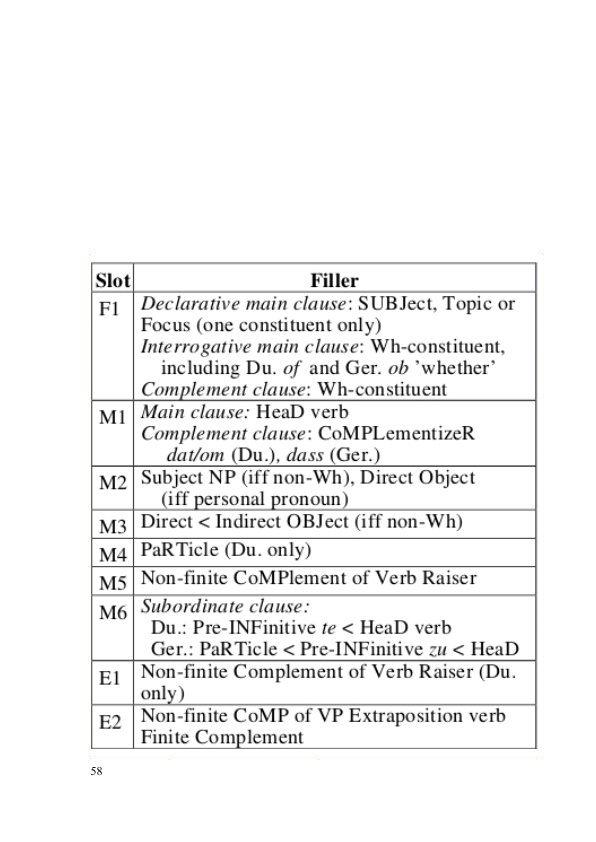 Slot Filler
F1 Declarative main clause: SUBJect, Topic or
Focus (one constituent only)
Interrogative main clause: Wh-constituent,
including Du. of and Ger. ob ’whether’
Complement clause: Wh-constituent
M1 Main clause: HeaD verb
Complement clause: CoMPLementizeR
dat/om (Du.), dass (Ger.)
M2 Subject NP (iff non-Wh), Direct Object
(iff personal pronoun)
M3 Direct < Indirect OBJect (iff non-Wh)
M4 PaRTicle (Du. only)
M5 Non-finite CoMPlement of Verb Raiser
M6 Subordinate clause:
Du.: Pre-INFinitive te < HeaD verb
Ger.: PaRTicle < Pre-INFinitive zu < HeaD
E1 Non-finite Complement of Verb Raiser (Du.
only)
E2 Non-finite CoMP of VP Extraposition verb
Finite Complement
58